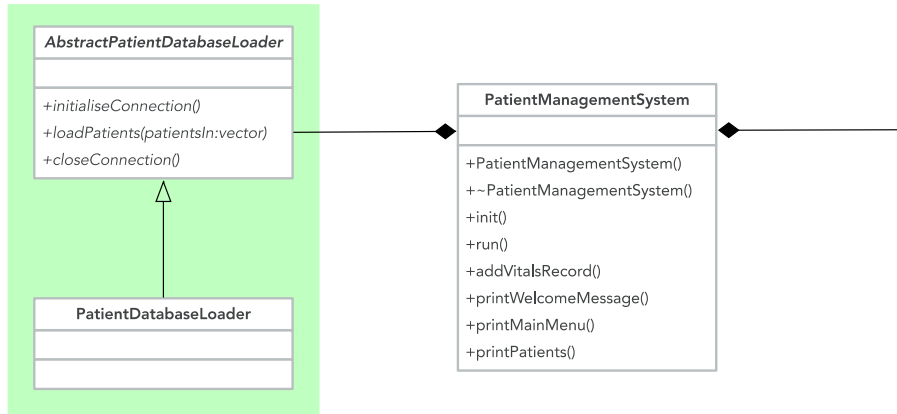 AbstractPatientDatabaseLoader
+initialiseConnection()
+loadPatients(patientsIn:vector)
+closeConnection()
PatientDatabaseLoader
PatientManagementSystem
+PatientManagementSystem()
+~PatientManagementSystem()
+init()
+run()
+addVitalsRecord()
+printWelcomeMessage()
+printMainMenu()
+printPatients()